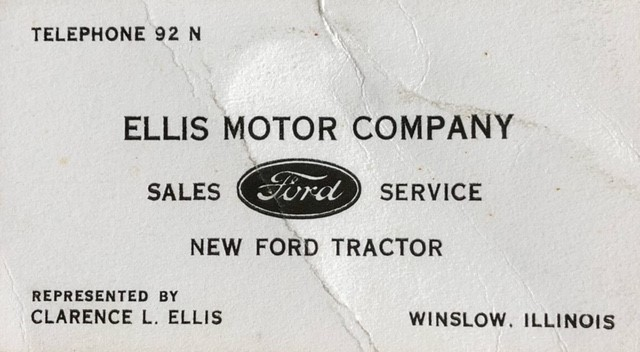 TELEPHONE 92 N
ELLIS MOTOR COMPANY
SALES Ford SERVICE
NEW FORD TRACTOR
REPRESENTED BY
CLARENCE L. ELLIS
WINSLOW, ILLINOIS